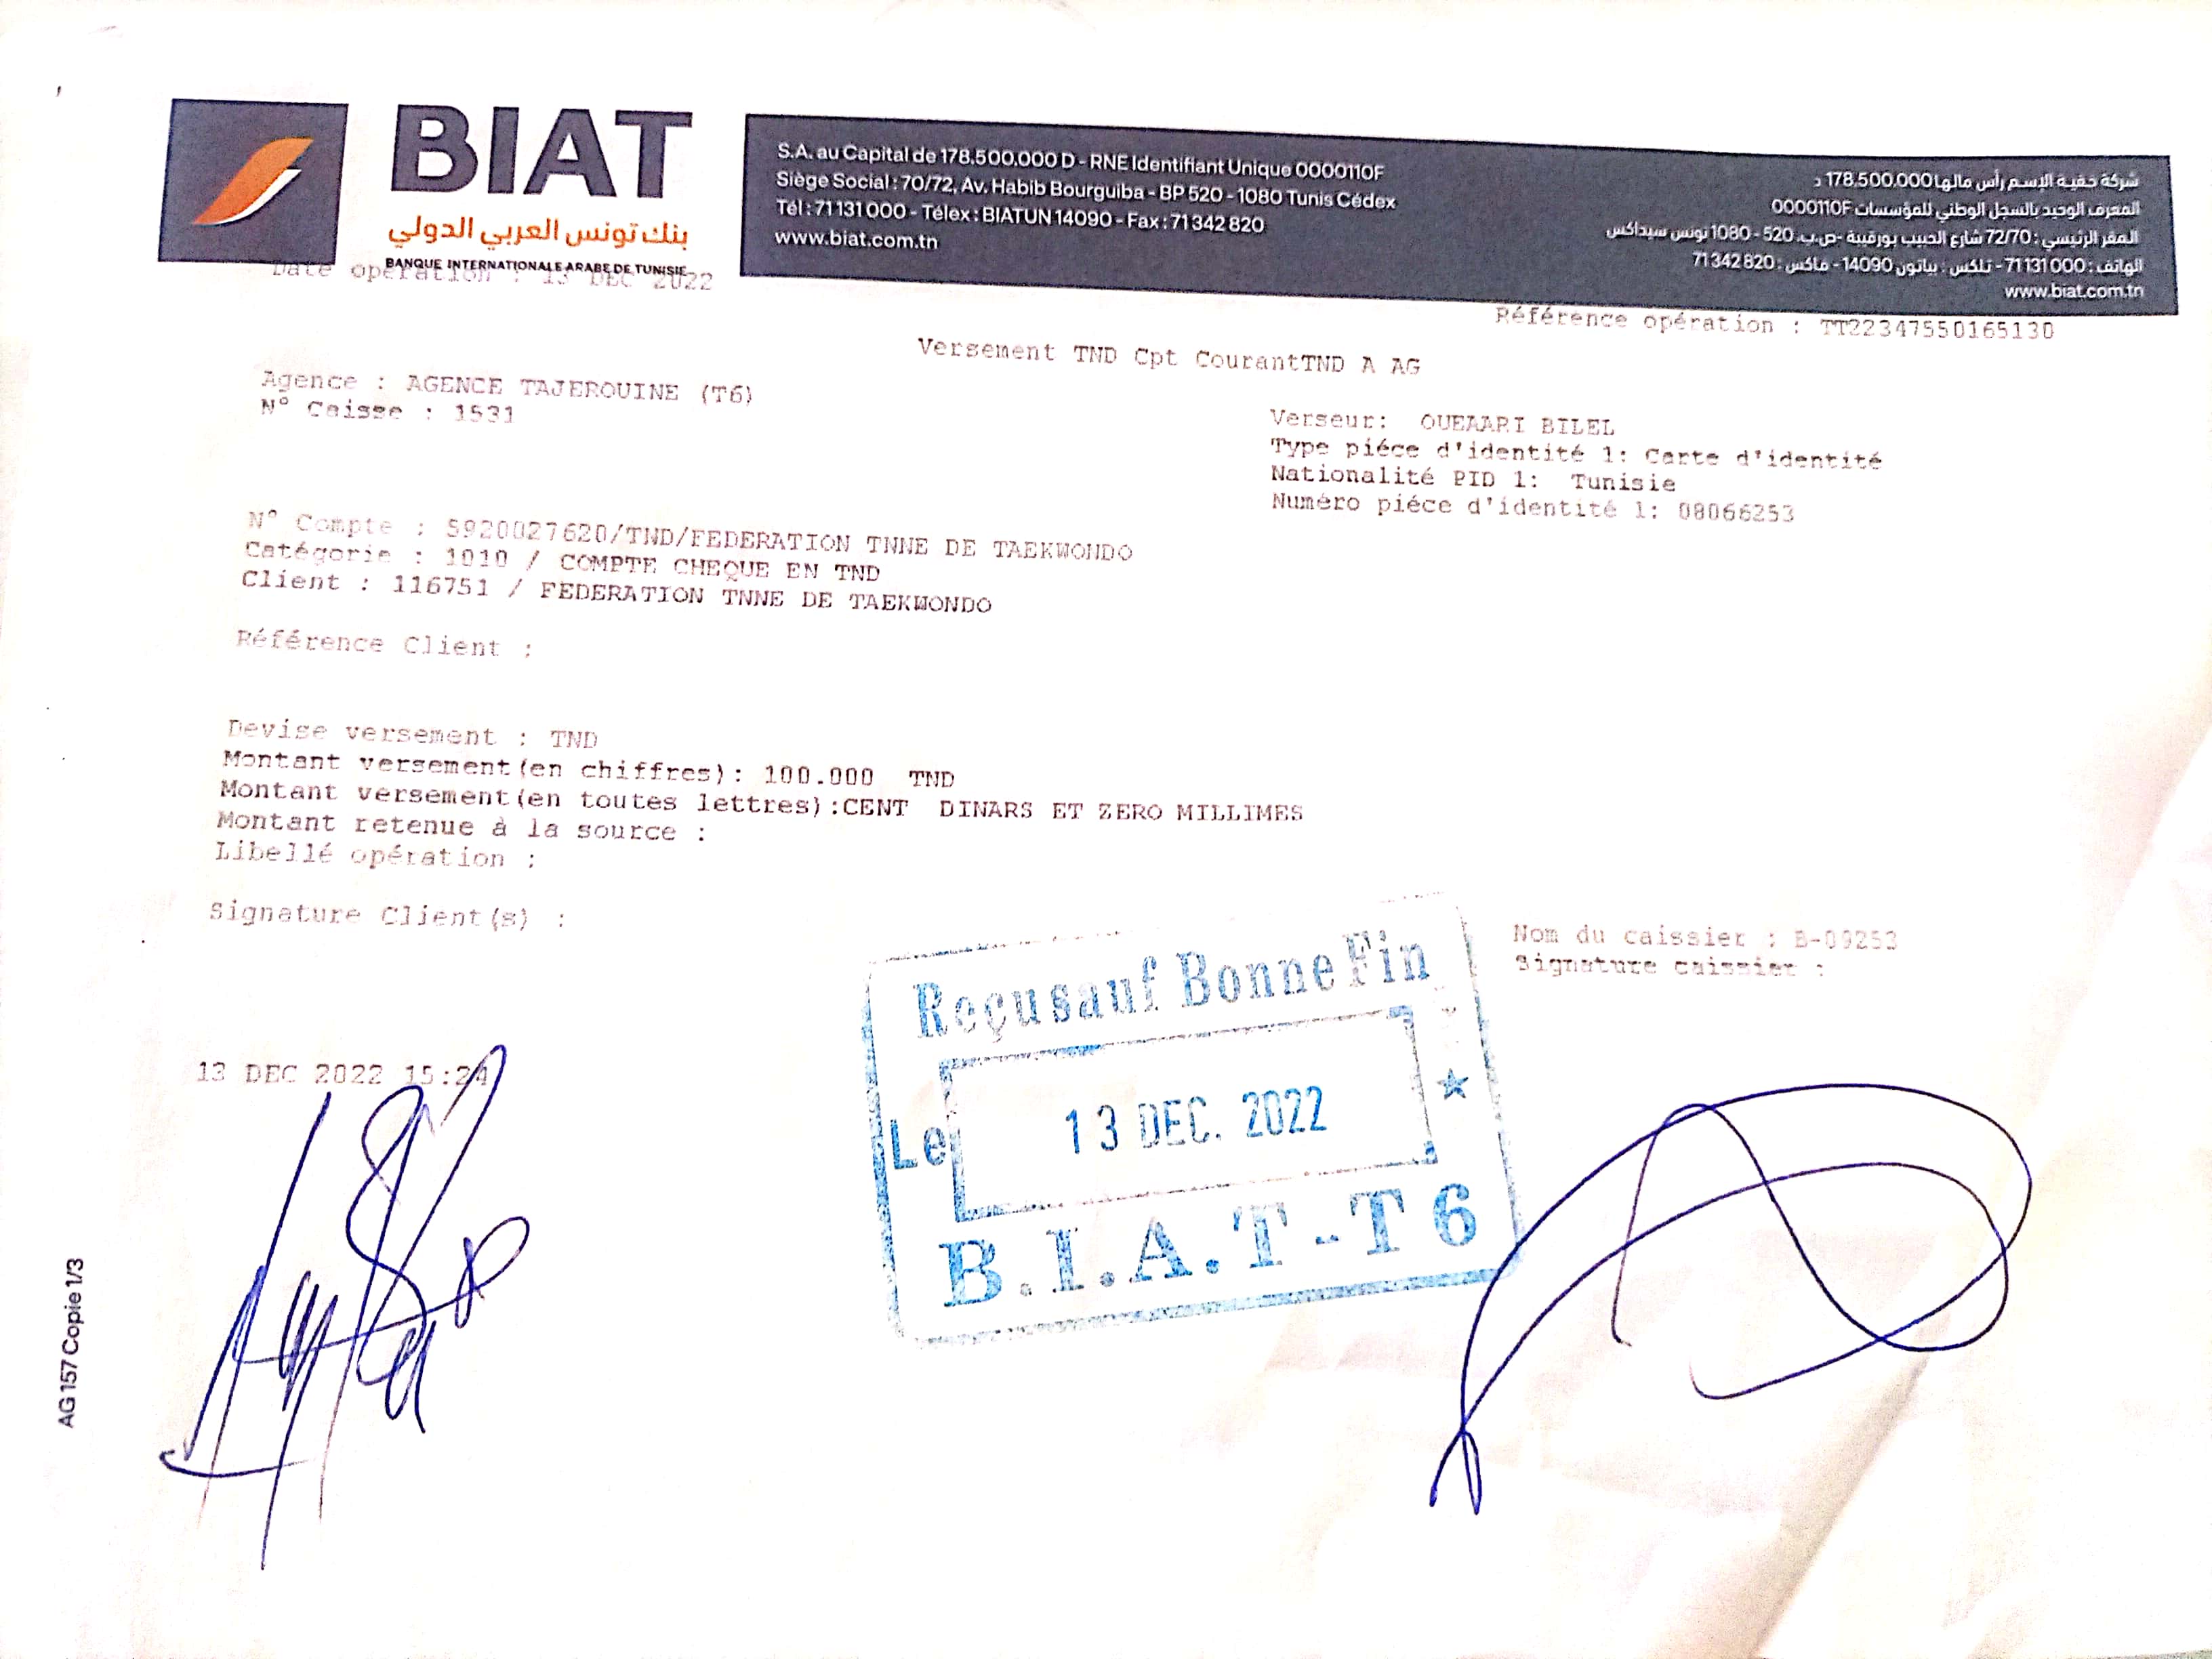 BIAT
بنك تونس العربي الدولي
BANQUE INTERNATIONALE ARABE DE TUNISIE
S.A. au Capital de 178.500.000 D - RNE Identifiant Unique 0000110F
Siège Social : 70/72, Av. Habib Bourguiba - BP 520 - 1080 Tunis Cédex
Tél : 71 131 000 - Télex : BIATUN 14090 - Fax : 71 342 820
www.biat.com.tn
شركة خفية الإسم رأس مالها 178.500.000 د
المعرف الوحيد بالسجل الوطني للمؤسسات 0000110F
المقر الرئيسي : 72/70 شارع الحبيب بورقيبة -ص.ب. 520 - 1080 تونس سيداكس
الهاتف : 71 131 000 - تلكس : بياتون 14090 - فاكس : 71 342 820
www.biat.com.tn
Date opération : 13 DEC 2022
Référence opération : TT22347550165130
Versement TND Cpt CourantTND A AG
Agence : AGENCE TAJEROUINE (T6)
N° Caisse : 1531
Verseur: OUEAARI BILEL
Type piéce d'identité 1: Carte d'identité
Nationalité PID 1: Tunisie
Numéro piéce d'identité 1: 08066253
N° Compte : 5920027620/TND/FEDERATION TNNE DE TAEKWONDO
Catégorie : 1010 / COMPTE CHEQUE EN TND
Client : 116751 / FEDERATION TNNE DE TAEKWONDO
Référence Client :
Devise versement : TND
Montant versement(en chiffres): 100.000 TND
Montant versement(en toutes lettres):CENT DINARS ET ZERO MILLIMES
Montant retenue à la source :
Libellé opération :
Signature Client(s) :
Nom du caissier : B-09253
Signature caissier :
13 DEC 2022 15:24
Reçusauf Bonne Fin
Le 13 DEC. 2022
B.I.A.T-T6
AG 157 Copie 1/3